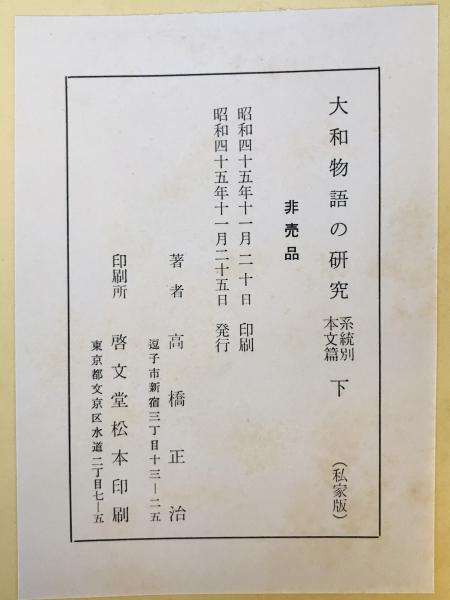 大和物語の研究 系統別本文篇 下 (私家版)
非売品
昭和四十五年十一月二十日 印刷
昭和四十五年十一月二十五日 発行
著者 高橋正治
逗子市新宿三丁目十三ー二五
印刷所 啓文堂松本印刷
東京都文京区水道二丁目七ー五